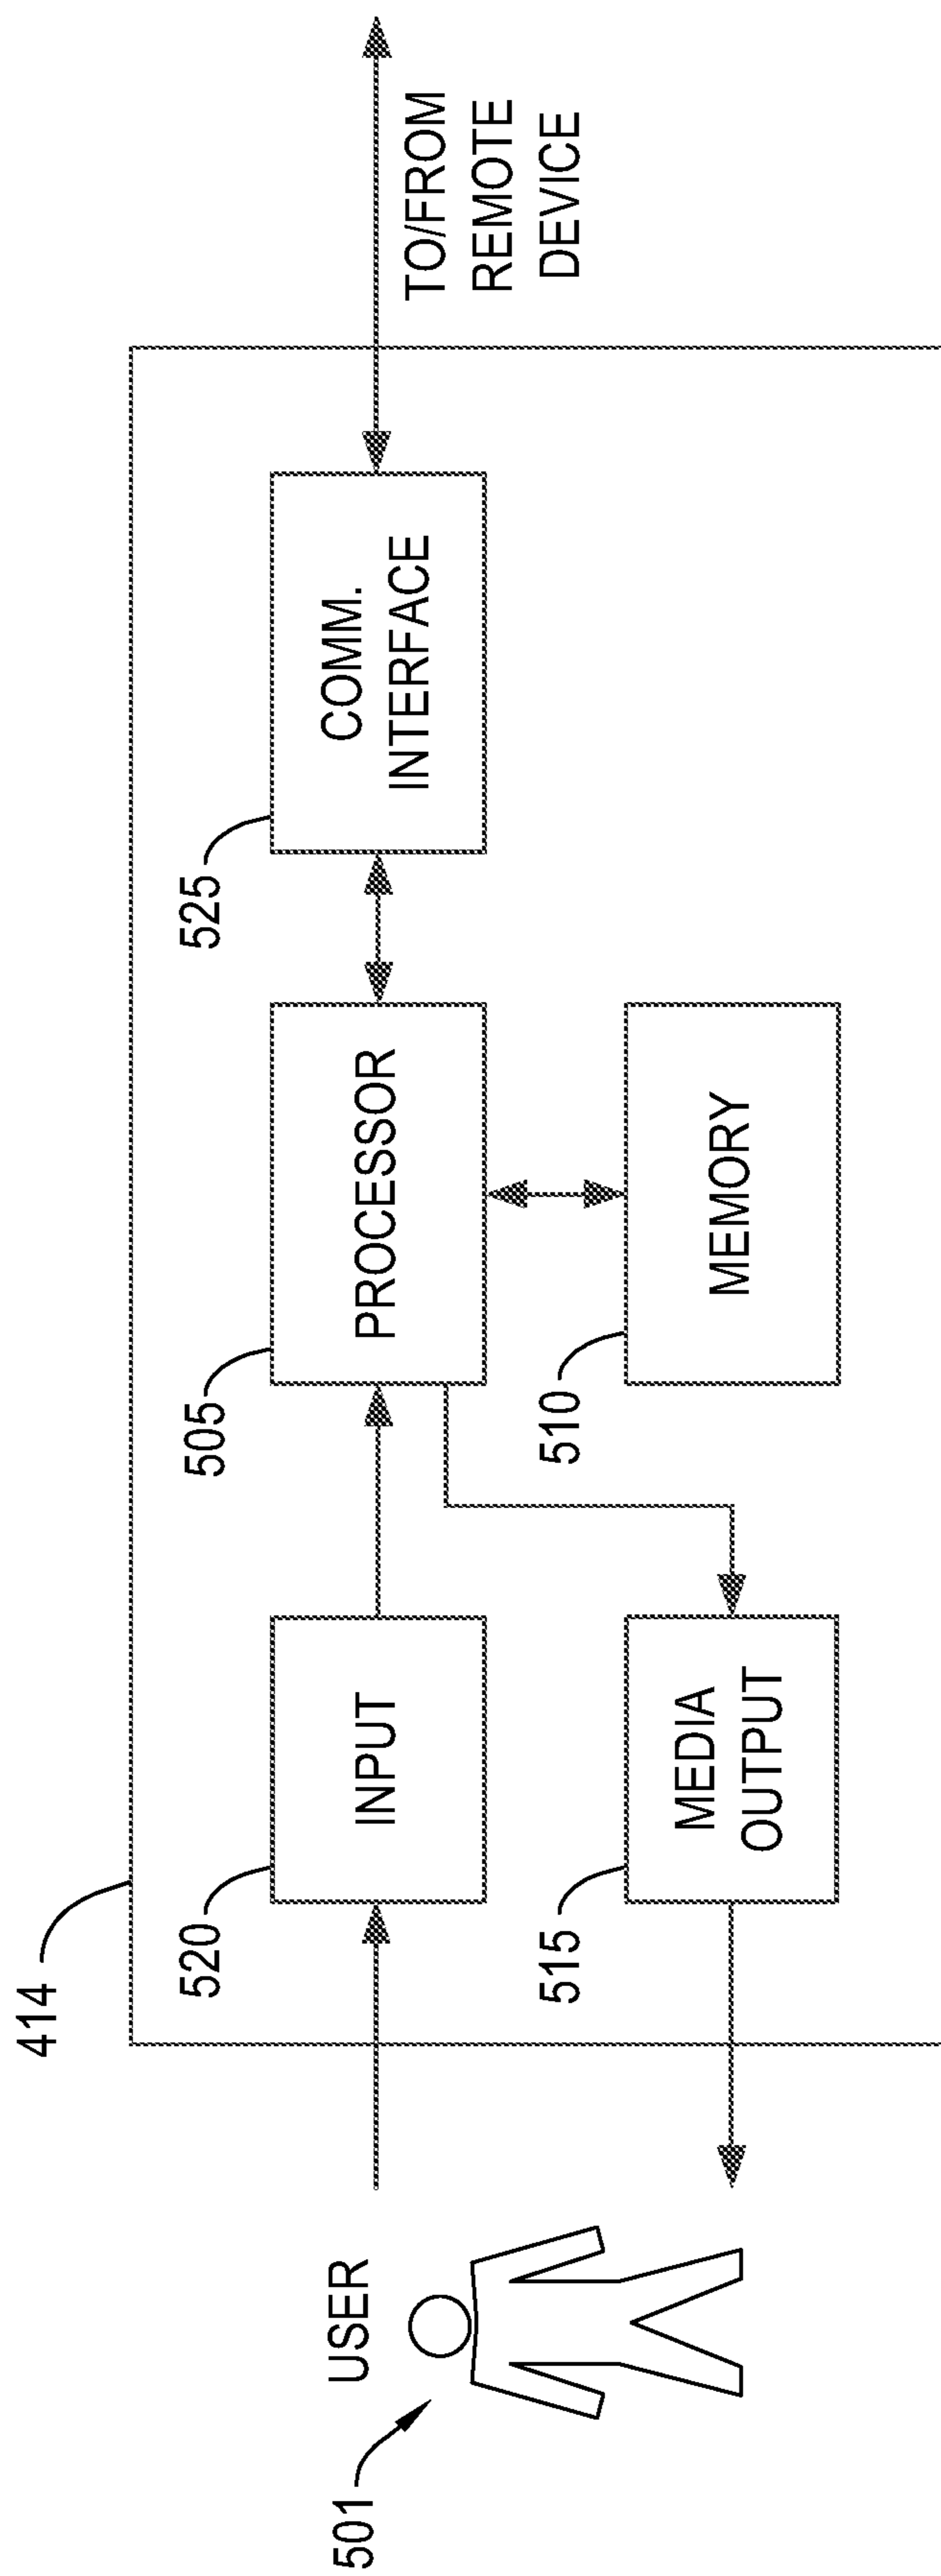 414
501
USER
520
INPUT
515
MEDIA
OUTPUT
505
PROCESSOR
510
MEMORY
525
COMM.
INTERFACE
TO/FROM
REMOTE
DEVICE